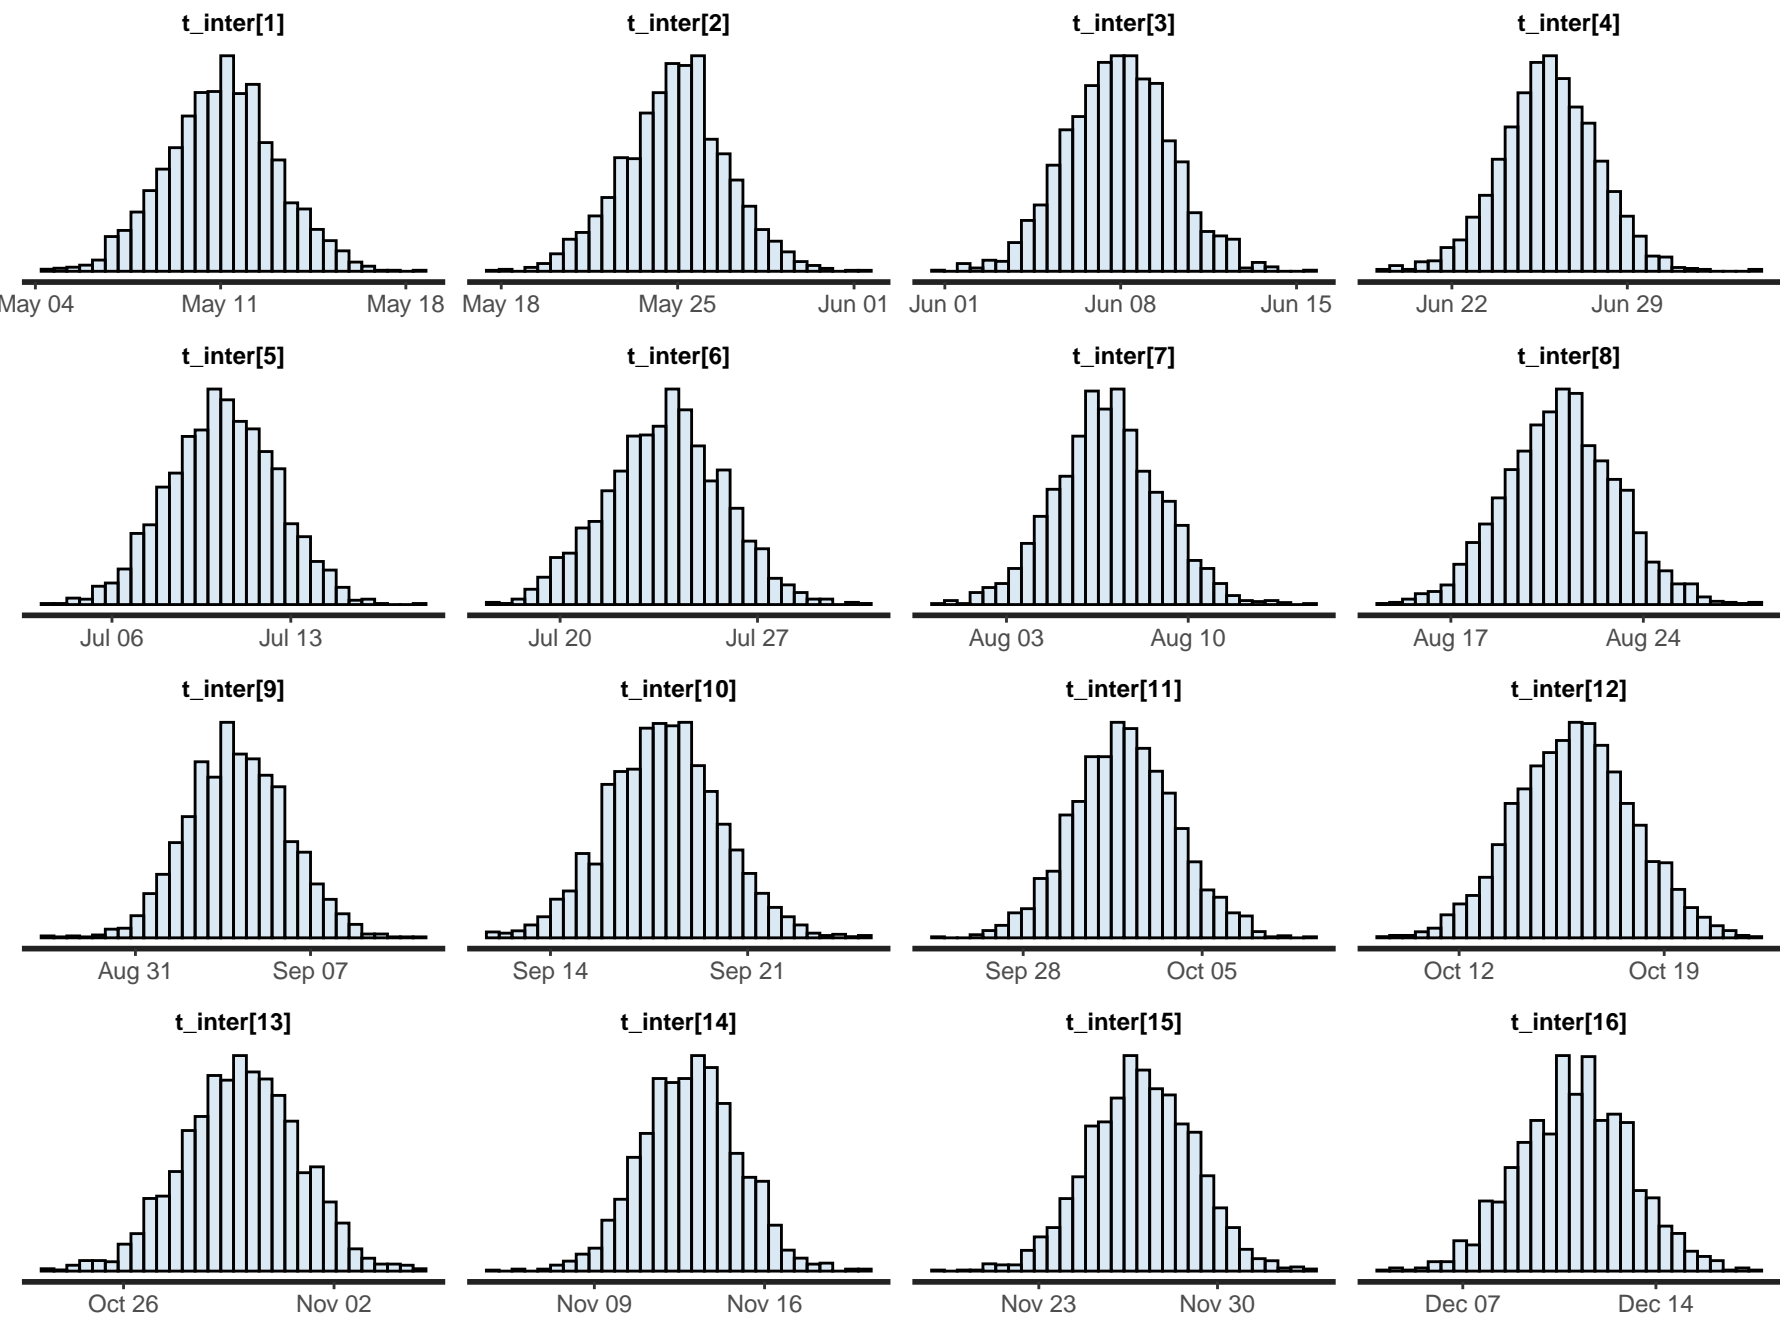 t_inter[1] t_inter[2] t_inter[3] t_inter[4]
May 04 May 11 May 18 May 18 May 25 Jun 01 Jun 01 Jun 08 Jun 15 Jun 22 Jun 29
t_inter[5] t_inter[6] t_inter[7] t_inter[8]
Jul 06 Jul 13 Jul 20 Jul 27 Aug 03 Aug 10 Aug 17 Aug 24
t_inter[9] t_inter[10] t_inter[11] t_inter[12]
Aug 31 Sep 07 Sep 14 Sep 21 Sep 28 Oct 05 Oct 12 Oct 19
t_inter[13] t_inter[14] t_inter[15] t_inter[16]
Oct 26 Nov 02 Nov 09 Nov 16 Nov 23 Nov 30 Dec 07 Dec 14